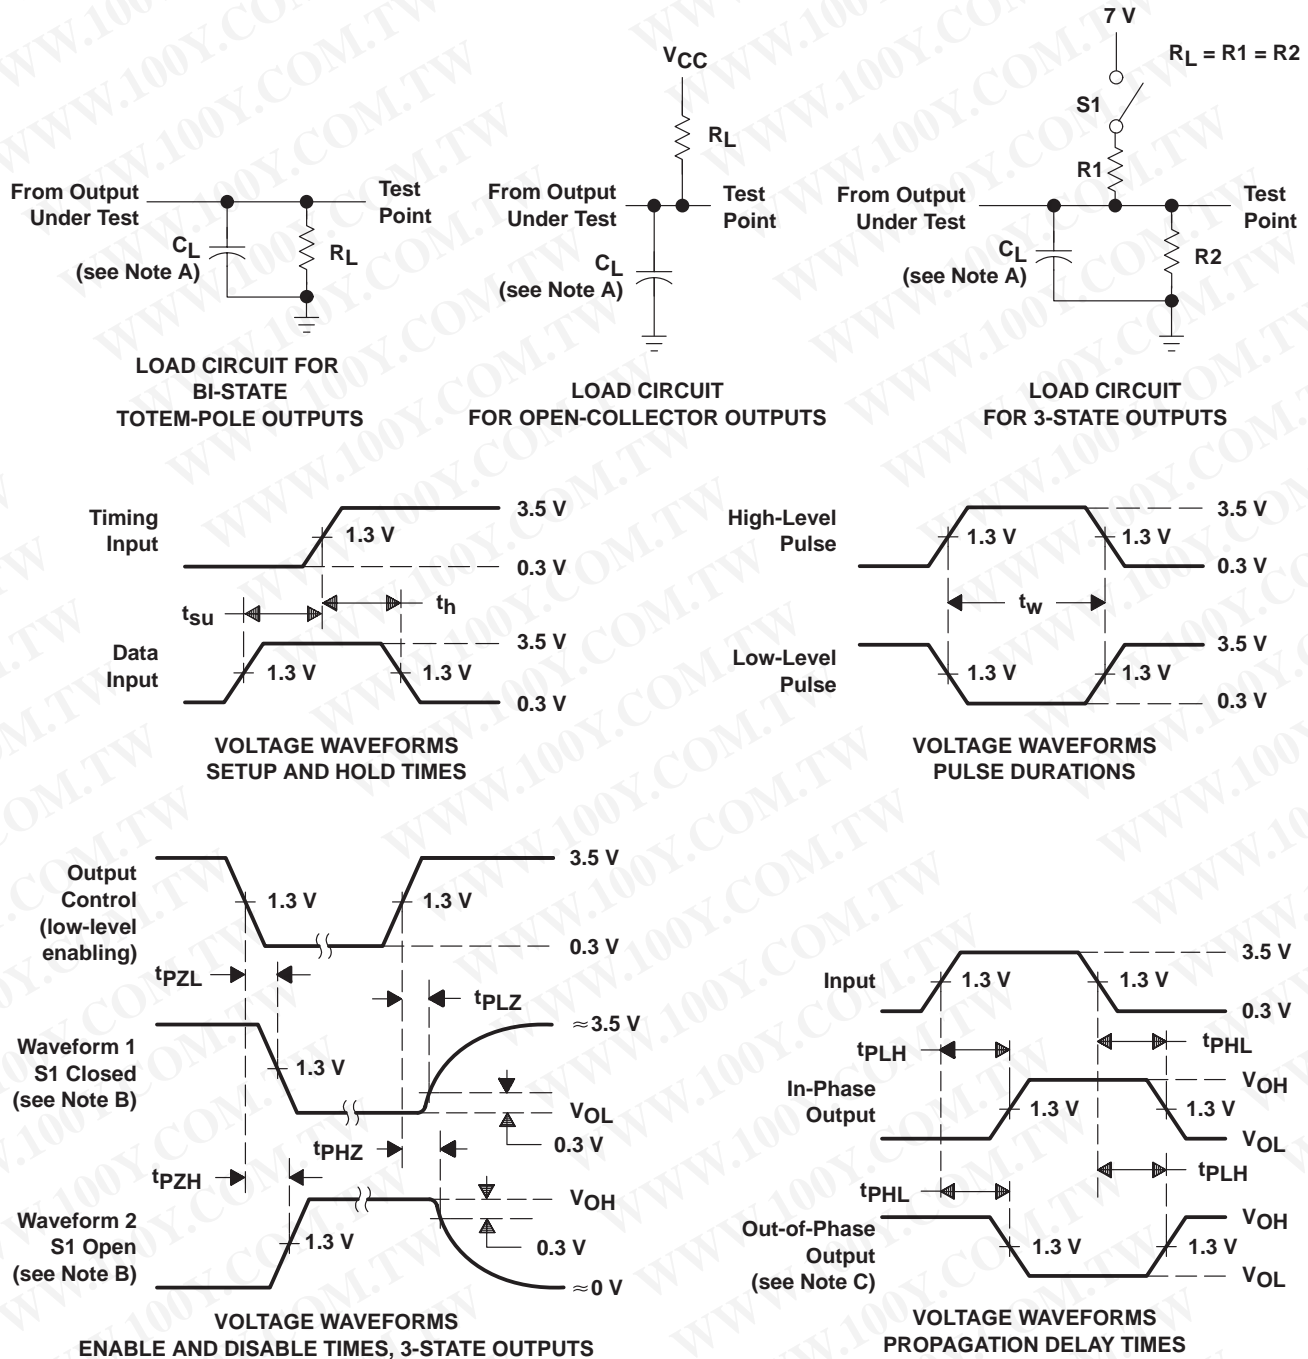 7 V
RL = R1 = R2
VCC
S1
RL
R1
From Output
Under Test
Test
Point
CL
(see Note A)
RL
From Output
Under Test
Test
Point
CL
(see Note A)
From Output
Under Test
Test
Point
CL
(see Note A)
R2
LOAD CIRCUIT FOR
BI-STATE
TOTEM-POLE OUTPUTS
LOAD CIRCUIT
FOR OPEN-COLLECTOR OUTPUTS
LOAD CIRCUIT
FOR 3-STATE OUTPUTS
Timing
Input
1.3 V
3.5 V
0.3 V
tsu
th
Data
Input
1.3 V
1.3 V
3.5 V
0.3 V
VOLTAGE WAVEFORMS
SETUP AND HOLD TIMES
High-Level
Pulse
1.3 V
1.3 V
3.5 V
0.3 V
tw
Low-Level
Pulse
1.3 V
1.3 V
3.5 V
0.3 V
VOLTAGE WAVEFORMS
PULSE DURATIONS
Output
Control
(low-level
enabling)
1.3 V
1.3 V
3.5 V
0.3 V
tPZL
tPLZ
Waveform 1
S1 Closed
(see Note B)
1.3 V
≈3.5 V
VOL
0.3 V
tPHZ
tPZH
Waveform 2
S1 Open
(see Note B)
1.3 V
VOH
0.3 V
≈0 V
VOLTAGE WAVEFORMS
ENABLE AND DISABLE TIMES, 3-STATE OUTPUTS
Input
1.3 V
1.3 V
3.5 V
0.3 V
tPLH
tPHL
In-Phase
Output
1.3 V
1.3 V
VOH
VOL
tPHL
tPLH
Out-of-Phase
Output
(see Note C)
1.3 V
1.3 V
VOH
VOL
VOLTAGE WAVEFORMS
PROPAGATION DELAY TIMES
WWW.100Y.COM.TW